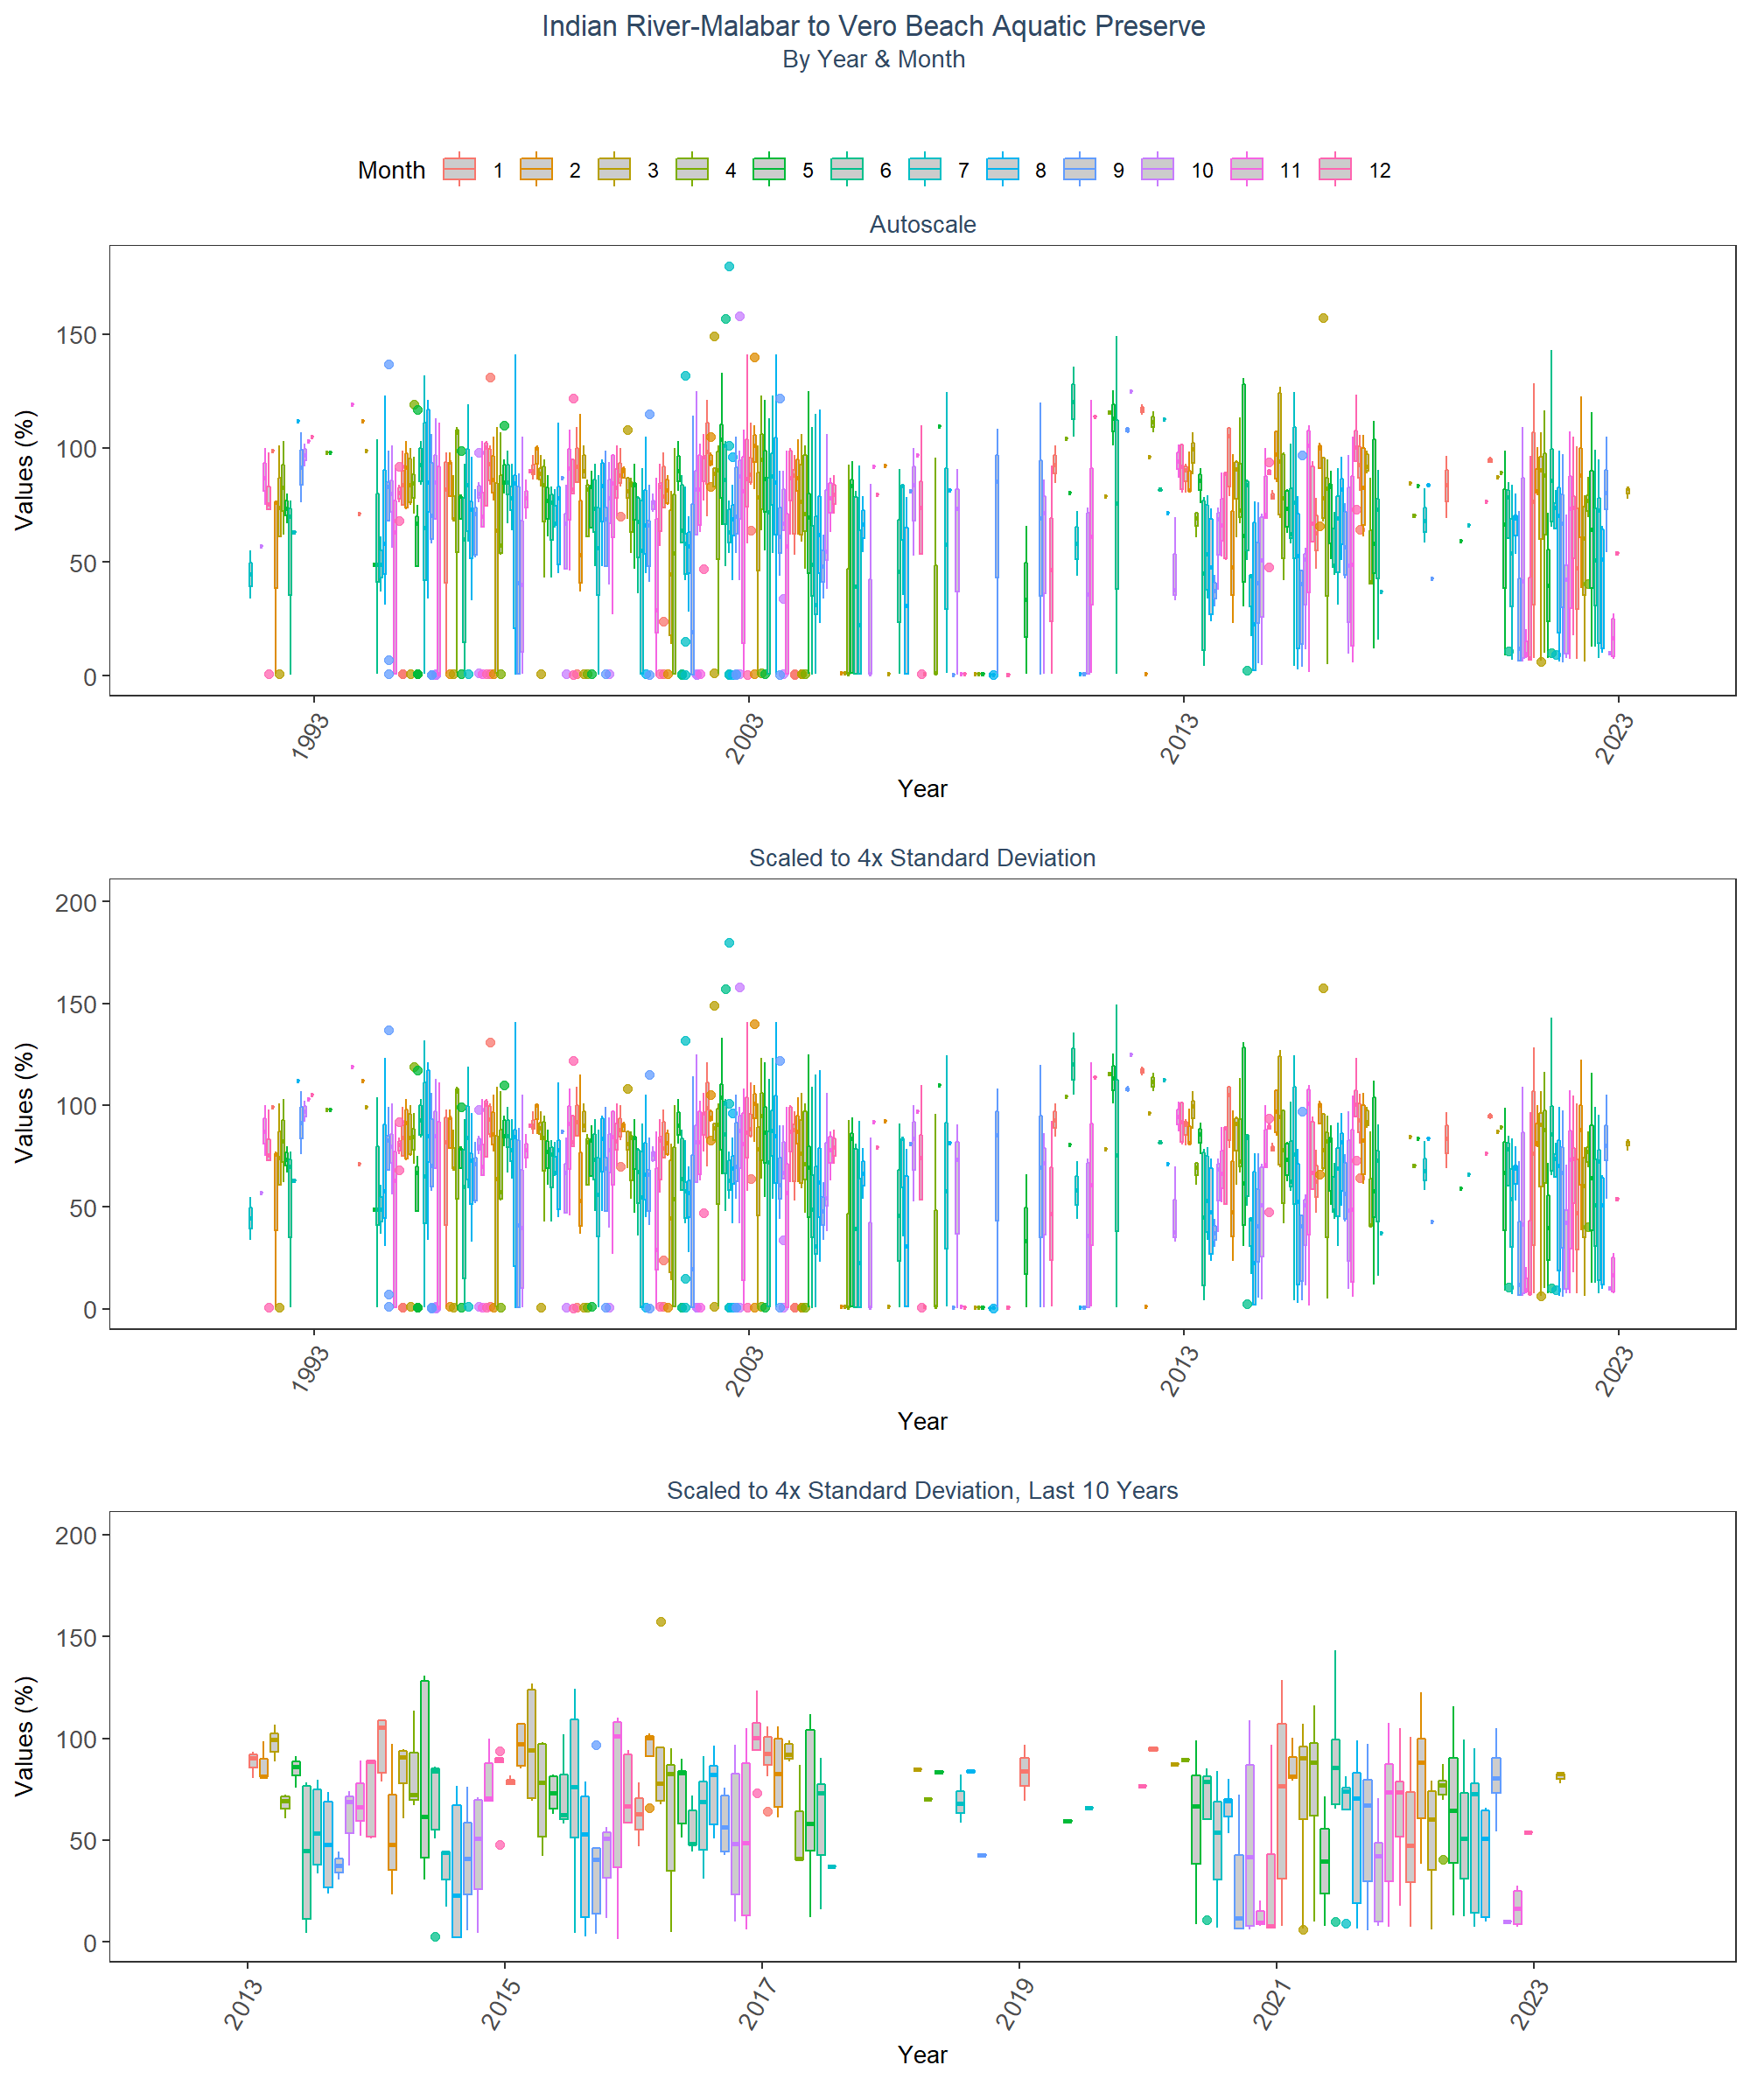 Indian River-Malabar to Vero Beach Aquatic Preserve
By Year & Month
Month 1 2 3 4 5 6 7 8 9 10 11 12
Autoscale
Values (%)
150
100
50
0
1993 2003 2013 2023
Year
Scaled to 4x Standard Deviation
Values (%)
200
150
100
50
0
1993 2003 2013 2023
Year
Scaled to 4x Standard Deviation, Last 10 Years
Values (%)
200
150
100
50
0
2013 2015 2017 2019 2021 2023
Year